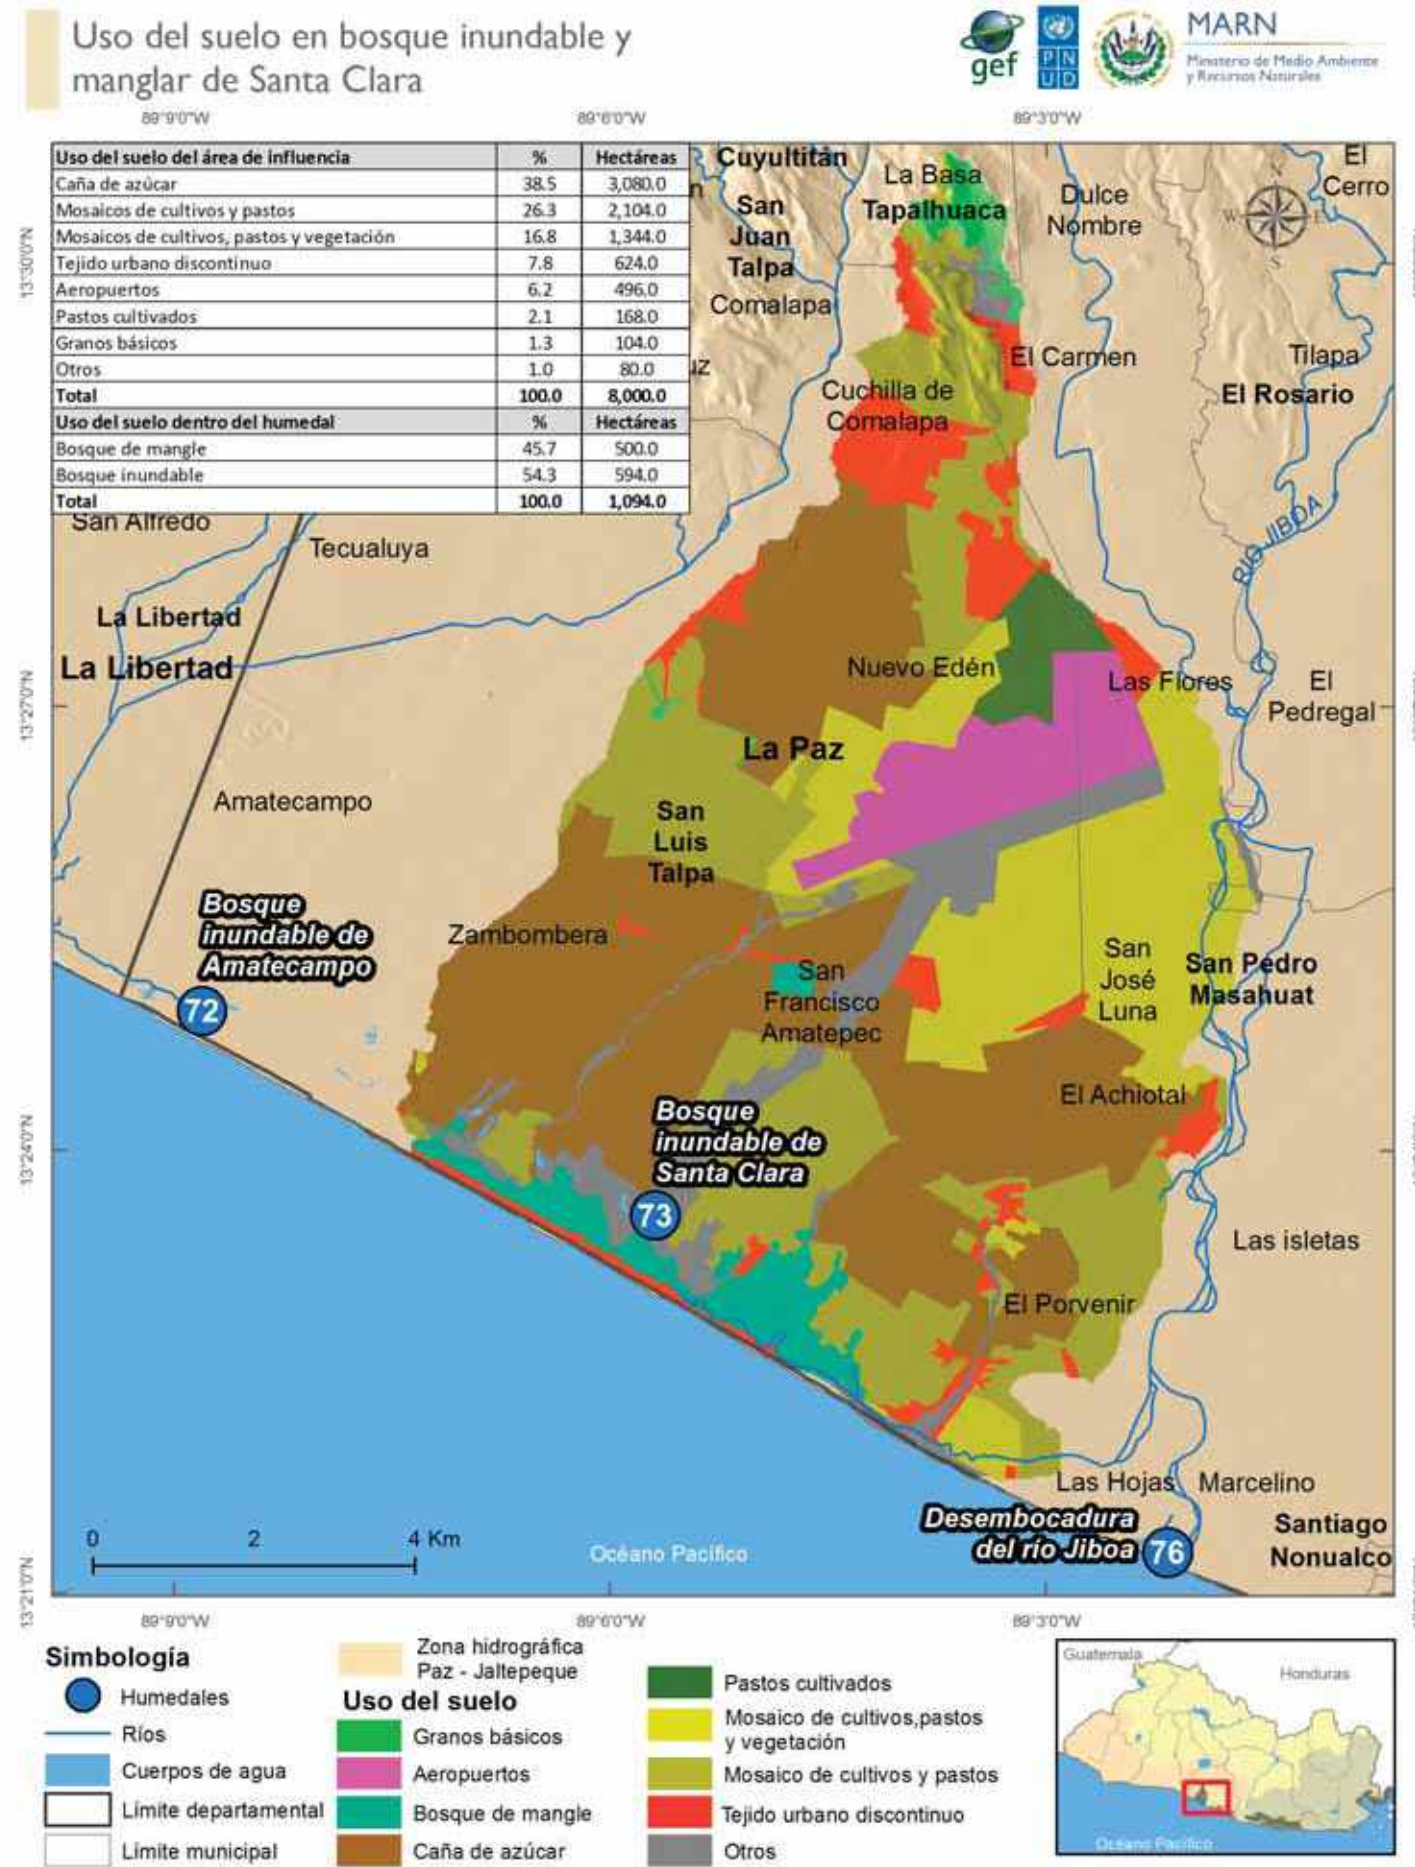 Uso del suelo en bosque inundable y
manglar de Santa Clara
gef
P N
U D
MARN
Ministerio de Medio Ambiente
y Recursos Naturales
89°9'0"W
89°6'0"W
89°3'0"W
Uso del suelo del área de influencia % Hectáreas
Caña de azúcar 38.5 3,080.0
Mosaicos de cultivos y pastos 26.3 2,104.0
Mosaicos de cultivos, pastos y vegetación 16.8 1,344.0
Tejido urbano discontinuo 7.8 624.0
Aeropuertos 6.2 496.0
Pastos cultivados 2.1 168.0
Granos básicos 1.3 104.0
Otros 1.0 80.0
Total 100.0 8,000.0
Uso del suelo dentro del humedal % Hectáreas
Bosque de mangle 45.7 500.0
Bosque inundable 54.3 594.0
Total 100.0 1,094.0
Cuyultitán
La Basa
Tapalhuaca
San
Juan
Talpa
Comalapa
Dulce
Nombre
El
Cerro
N
W E
S
13°30'0"N
El Carmen
Tilapa
El Rosario
uz
Cuchilla de
Comalapa
RIO JIBOA
San Alfredo
Tecualuya
La Libertad
La Libertad
Nuevo Edén
Las Flores
El
Pedregal
13°27'0"N
La Paz
Amatecampo
San
Luis
Talpa
Bosque
inundable de
Amatecampo
72
Zambombera
San
Francisco
Amatepec
San
José
Luna
San Pedro
Masahuat
El Achiotal
13°24'0"N
Bosque
inundable de
Santa Clara
73
Las isletas
El Porvenir
Las Hojas
Marcelino
Desembocadura
del río Jiboa
76
Santiago
Nonualco
0 2 4 Km
Océano Pacífico
13°21'0"N
89°9'0"W
89°6'0"W
89°3'0"W
Simbología
Humedales
Ríos
Cuerpos de agua
Límite departamental
Límite municipal
Zona hidrográfica
Paz - Jaltepeque
Uso del suelo
Granos básicos
Aeropuertos
Bosque de mangle
Caña de azúcar
Pastos cultivados
Mosaico de cultivos,pastos
y vegetación
Mosaico de cultivos y pastos
Tejido urbano discontinuo
Otros
Guatemala
Honduras
Océano Pacífico